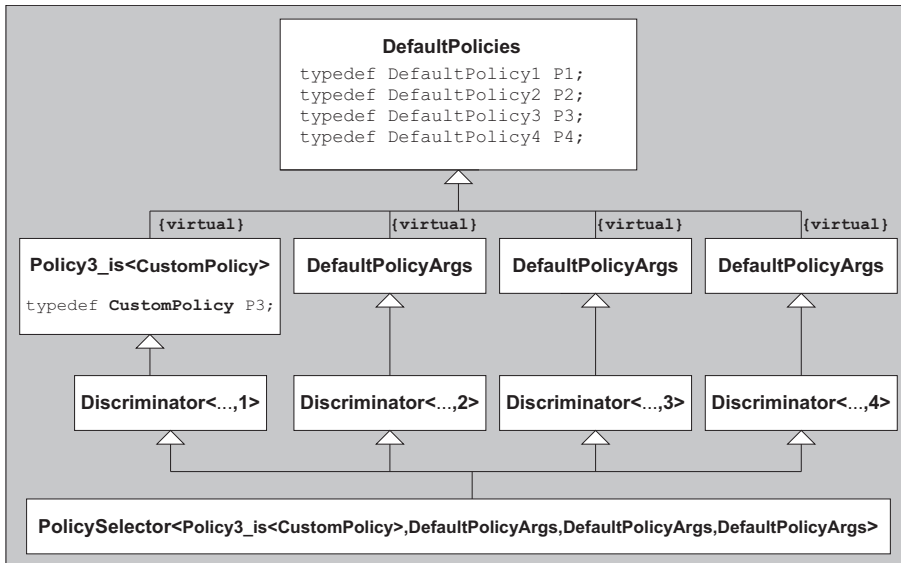 DefaultPolicies
typedef DefaultPolicy1 P1;
typedef DefaultPolicy2 P2;
typedef DefaultPolicy3 P3;
typedef DefaultPolicy4 P4;
{virtual} {virtual} {virtual} {virtual}
Policy3_is<CustomPolicy> DefaultPolicyArgs DefaultPolicyArgs DefaultPolicyArgs
typedef CustomPolicy P3;
Discriminator<...,1> Discriminator<...,2> Discriminator<...,3> Discriminator<...,4>
PolicySelector<Policy3_is<CustomPolicy>,DefaultPolicyArgs,DefaultPolicyArgs,DefaultPolicyArgs>